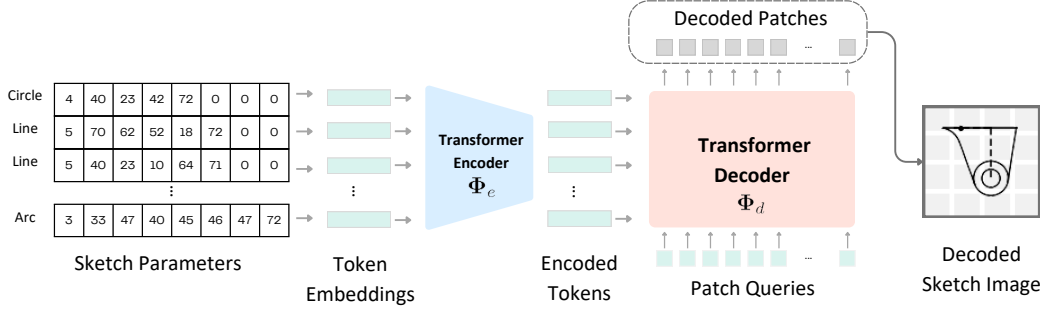 Decoded Patches
...
Circle 4 40 23 42 72 0 0 0
Line 5 70 62 52 18 72 0 0
Line 5 40 23 10 64 71 0 0
Arc 3 33 47 40 45 46 47 72
Transformer
Encoder
Φe
Transformer
Decoder
Φd
...
Sketch Parameters
Token
Embeddings
Encoded
Tokens
Patch Queries
Decoded
Sketch Image